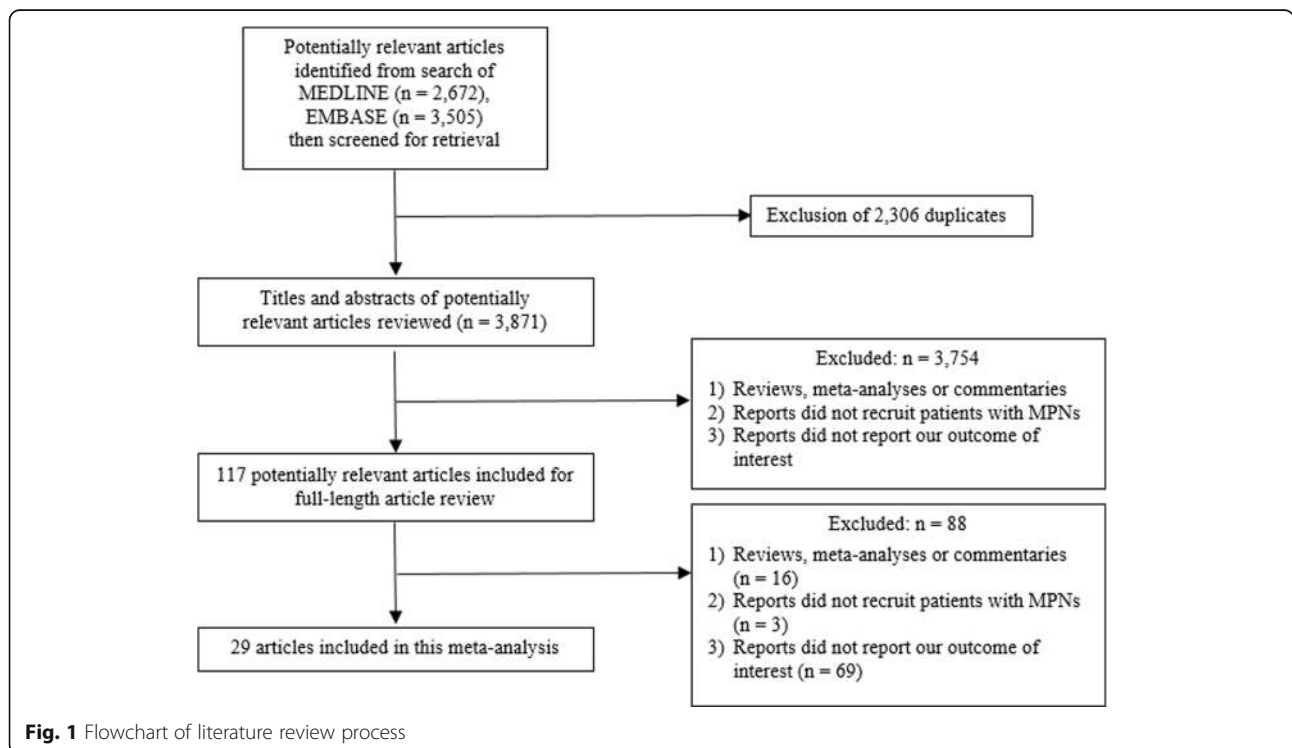 Potentially relevant articles
identified from search of
MEDLINE (n = 2,672),
EMBASE (n = 3,505)
then screened for retrieval
Exclusion of 2,306 duplicates
Titles and abstracts of potentially
relevant articles reviewed (n = 3,871)
Excluded: n = 3,754
1) Reviews, meta-analyses or commentaries
2) Reports did not recruit patients with MPNs
3) Reports did not report our outcome of
interest
117 potentially relevant articles included for
full-length article review
Excluded: n = 88
1) Reviews, meta-analyses or commentaries
(n = 16)
2) Reports did not recruit patients with MPNs
(n = 3)
3) Reports did not report our outcome of
interest (n = 69)
29 articles included in this meta-analysis
Fig. 1 Flowchart of literature review process